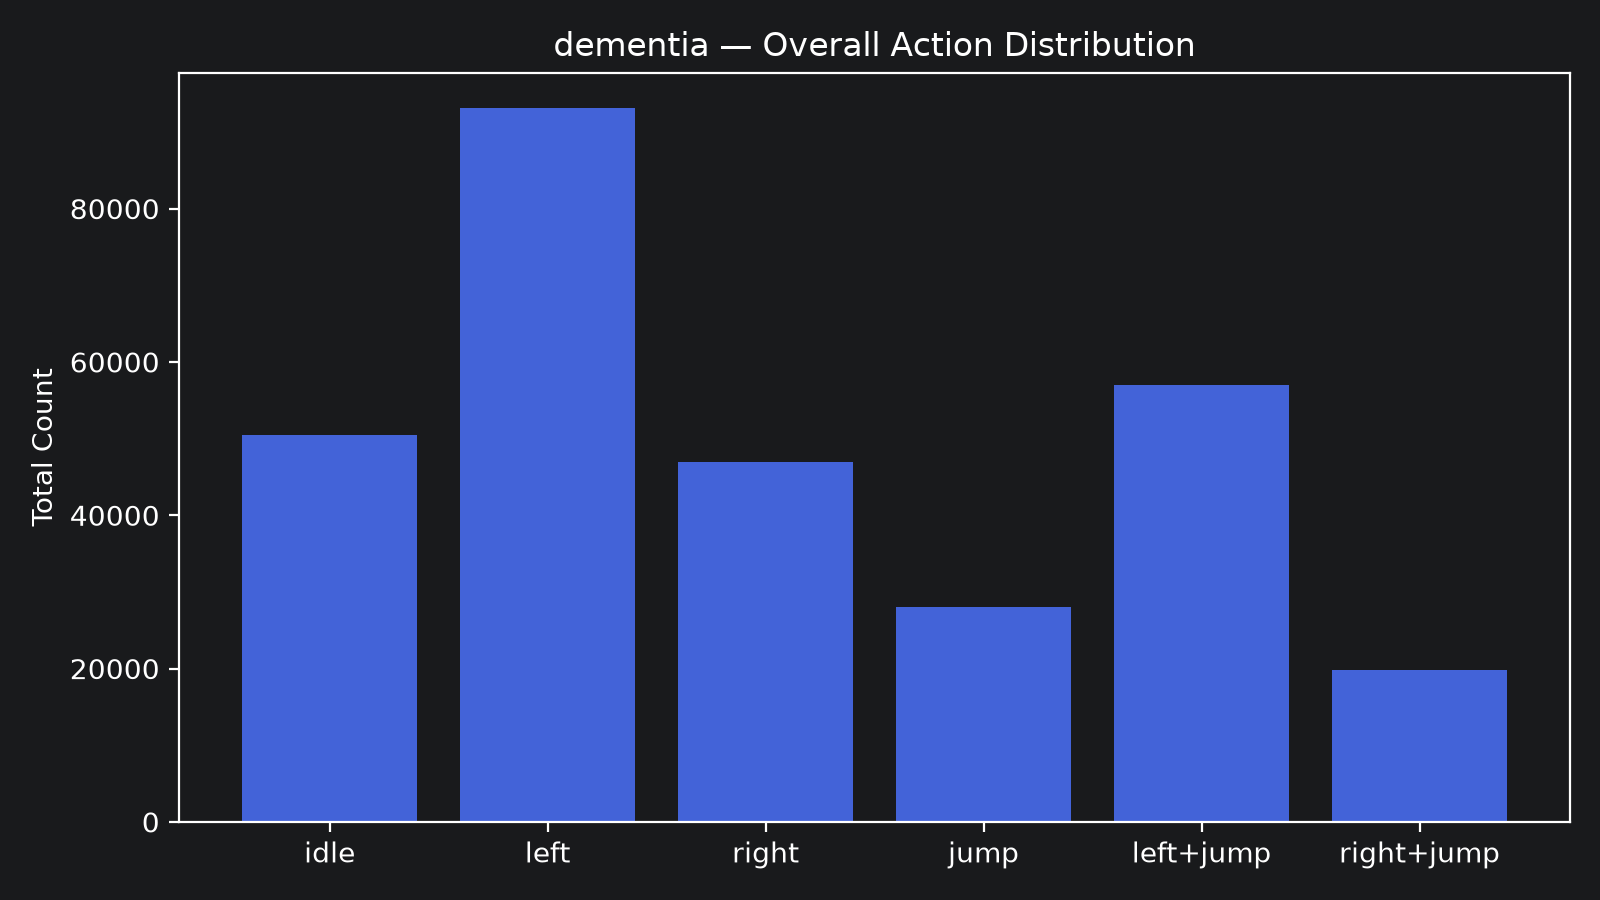 dementia — Overall Action Distribution
Total Count
80000
60000
40000
20000
0
idle left right jump left+jump right+jump